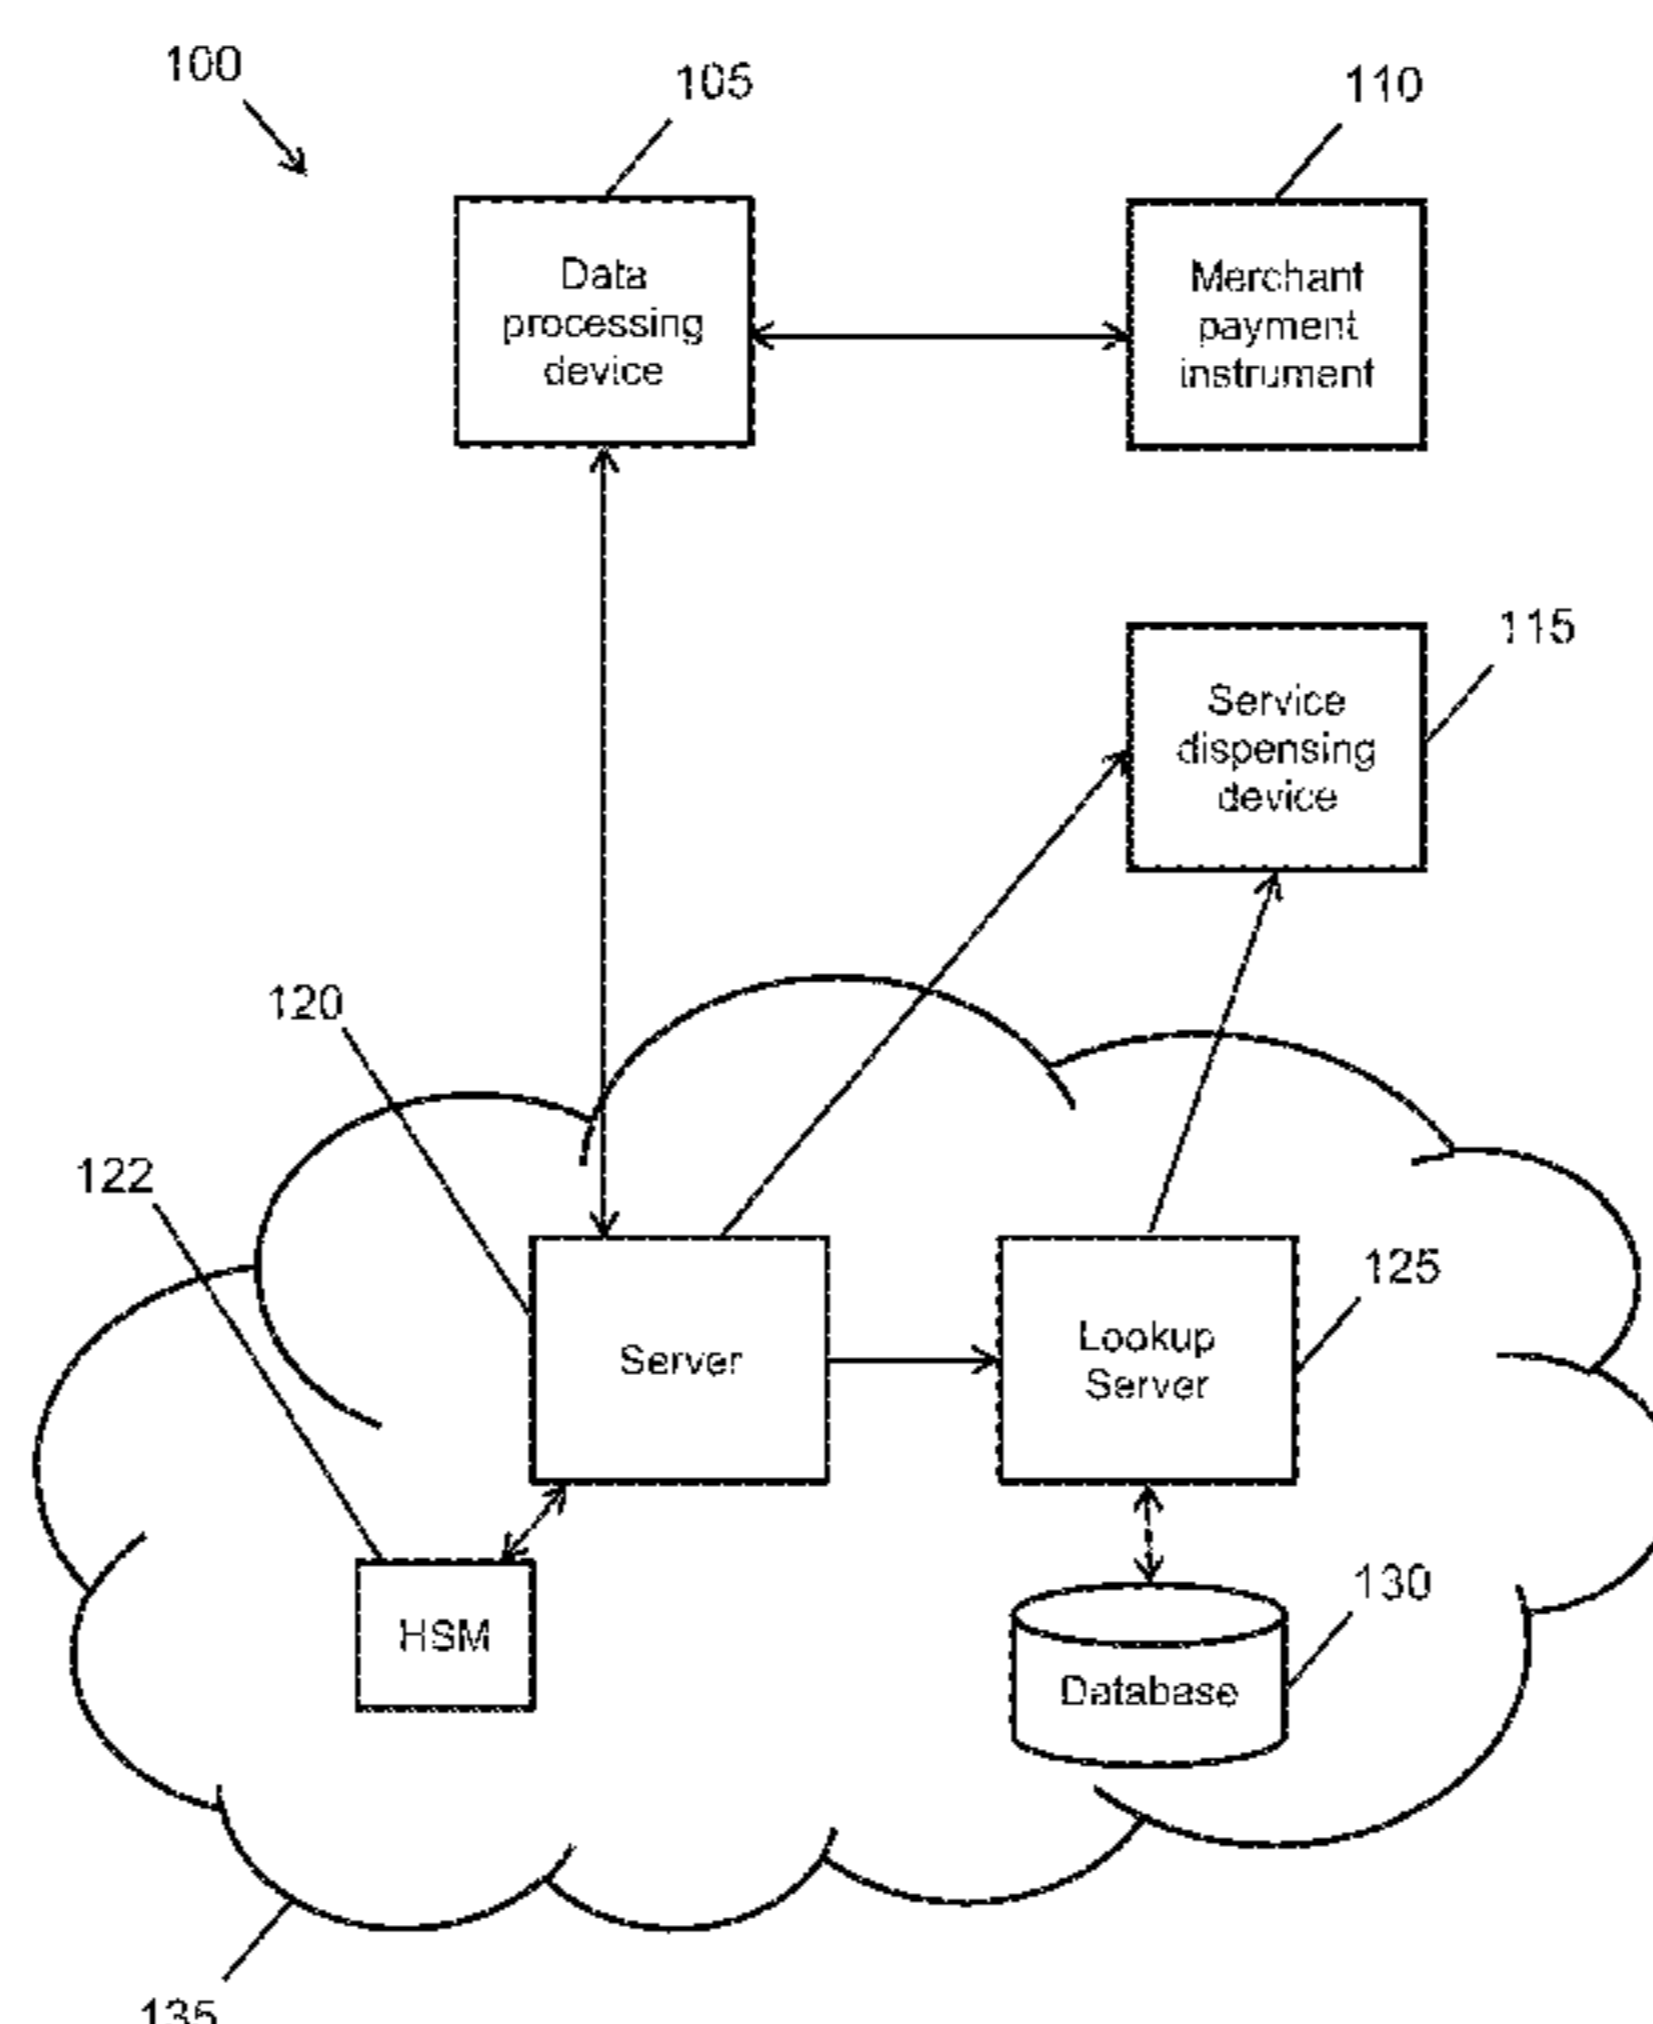 100
105
110
Data
processing
device
Merchant
payment
instrument
115
Service
dispensing
device
120
122
125
Server
Lookup
Server
130
HSM
Database
135